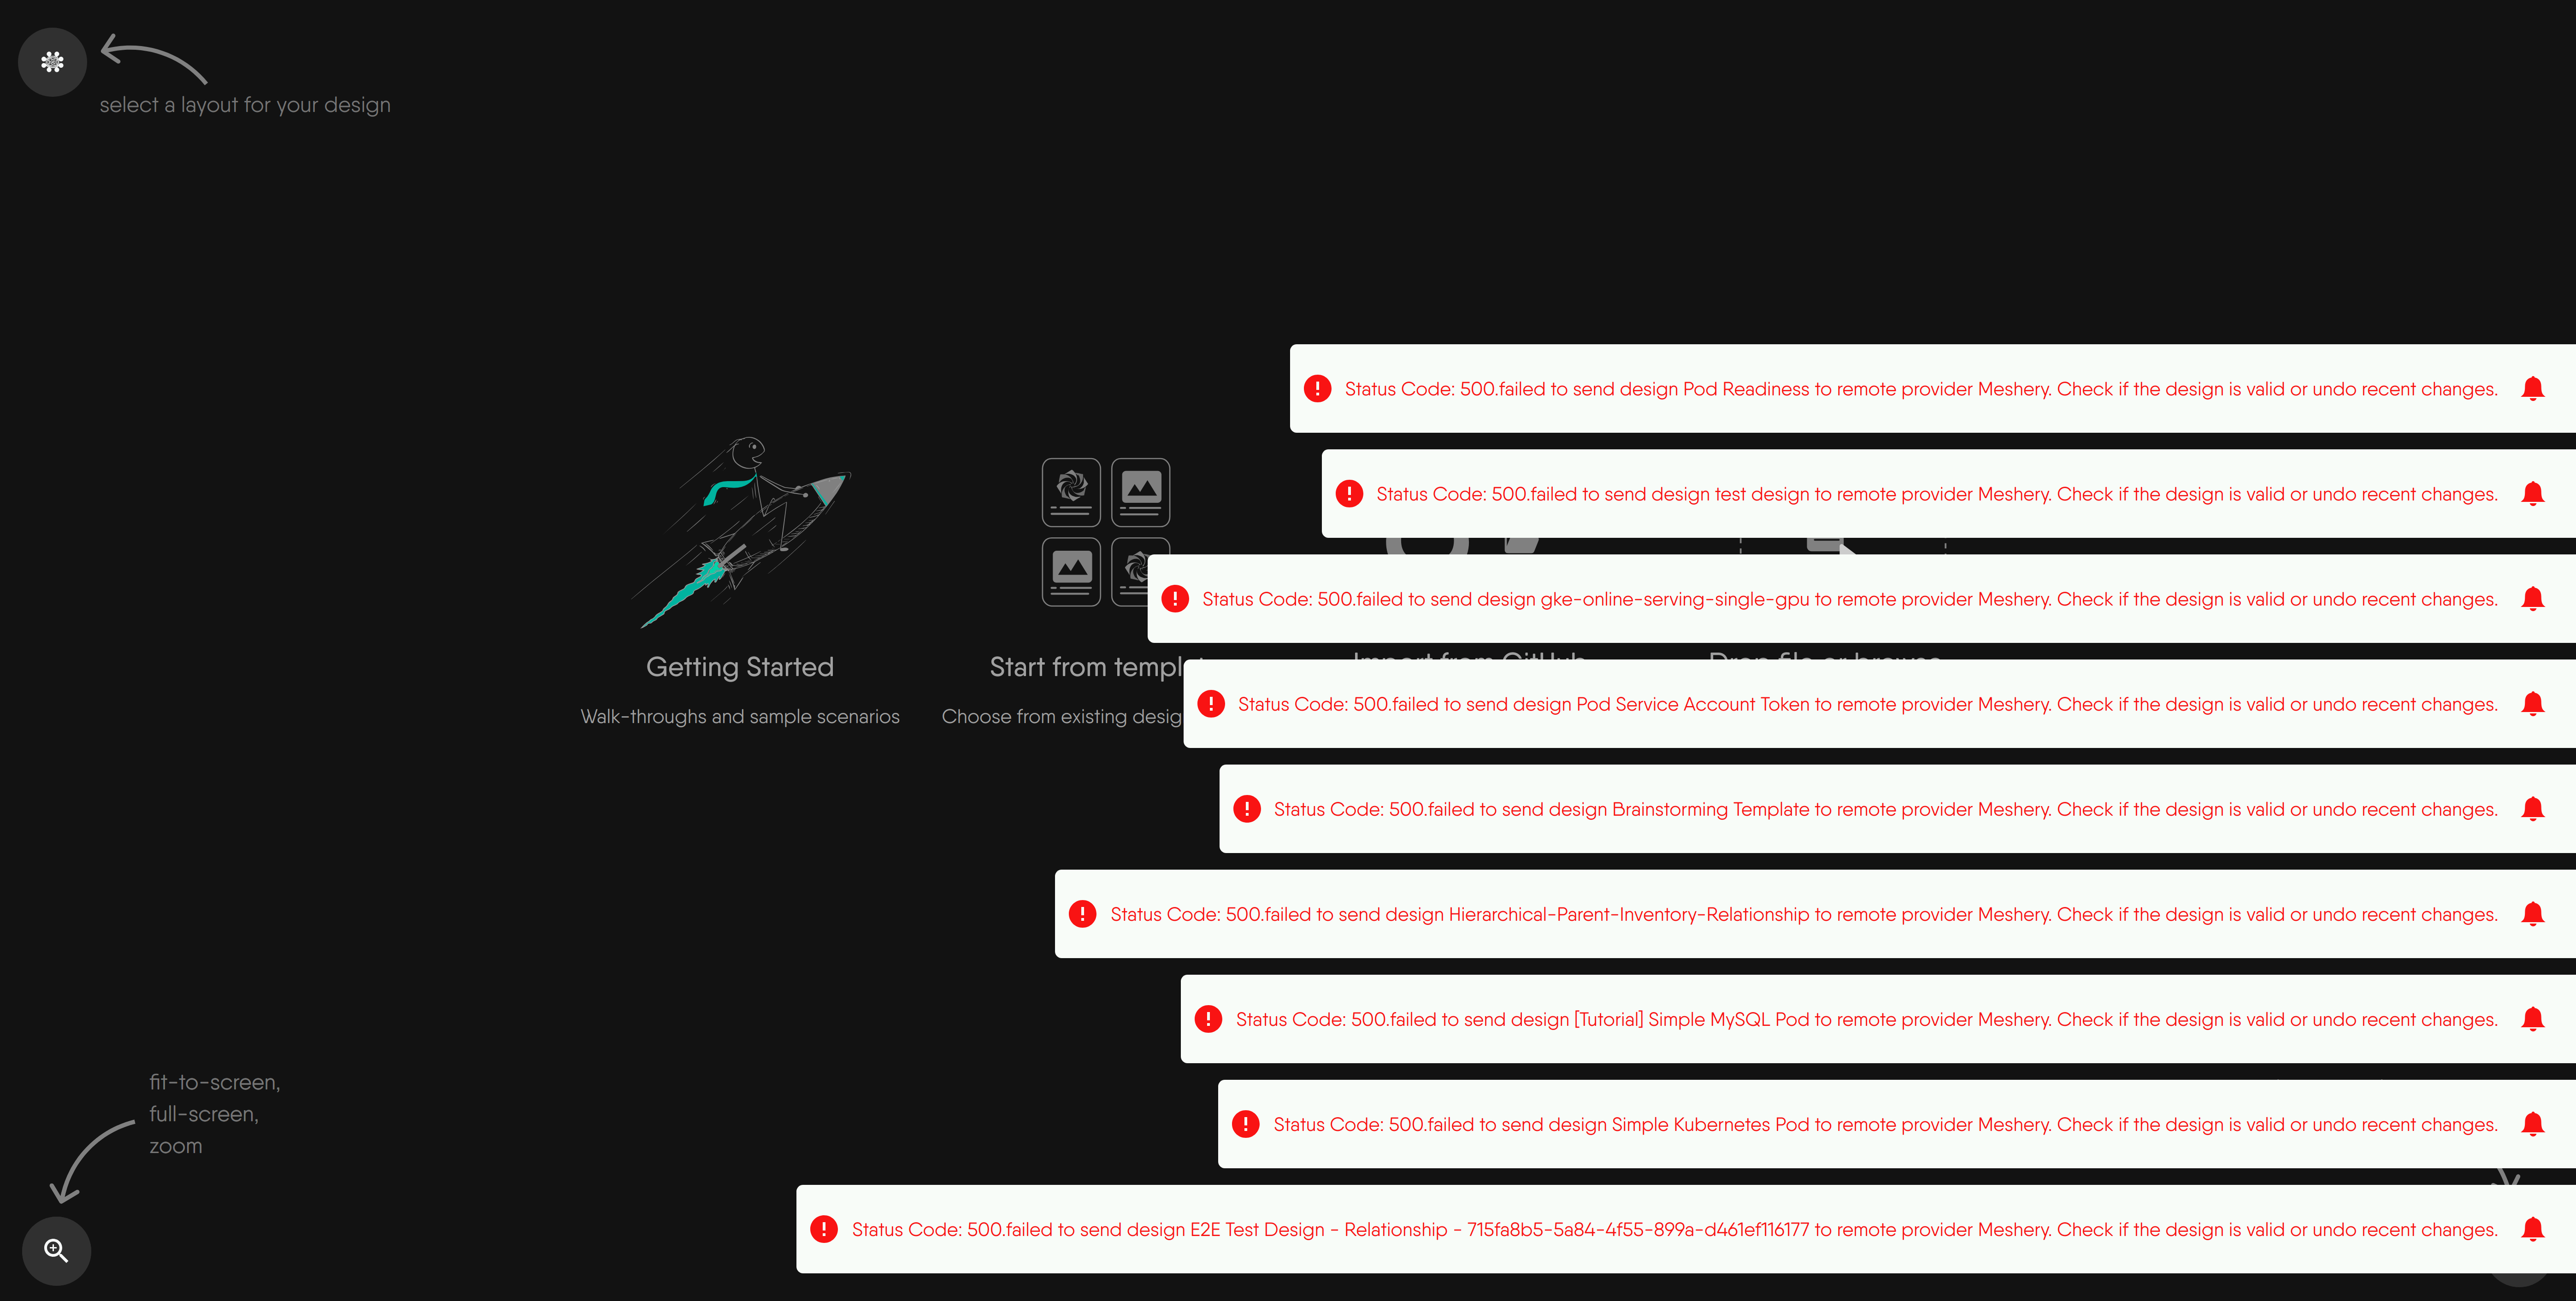 select a layout for your design
Status Code: 500.failed to send design Pod Readiness to remote provider Meshery. Check if the design is valid or undo recent changes.
Status Code: 500.failed to send design test design to remote provider Meshery. Check if the design is valid or undo recent changes.
Status Code: 500.failed to send design gke-online-serving-single-gpu to remote provider Meshery. Check if the design is valid or undo recent changes.
Getting Started
Start from templat
Import from GitHub
Drop file or browse
Status Code: 500.failed to send design Pod Service Account Token to remote provider Meshery. Check if the design is valid or undo recent changes.
Walk-throughs and sample scenarios
Choose from existing desig
Status Code: 500.failed to send design Brainstorming Template to remote provider Meshery. Check if the design is valid or undo recent changes.
Status Code: 500.failed to send design Hierarchical-Parent-Inventory-Relationship to remote provider Meshery. Check if the design is valid or undo recent changes.
Status Code: 500.failed to send design [Tutorial] Simple MySQL Pod to remote provider Meshery. Check if the design is valid or undo recent changes.
fit-to-screen,
full-screen,
zoom
Status Code: 500.failed to send design Simple Kubernetes Pod to remote provider Meshery. Check if the design is valid or undo recent changes.
Status Code: 500.failed to send design E2E Test Design - Relationship - 715fa8b5-5a84-4f55-899a-d461ef116177 to remote provider Meshery. Check if the design is valid or undo recent changes.